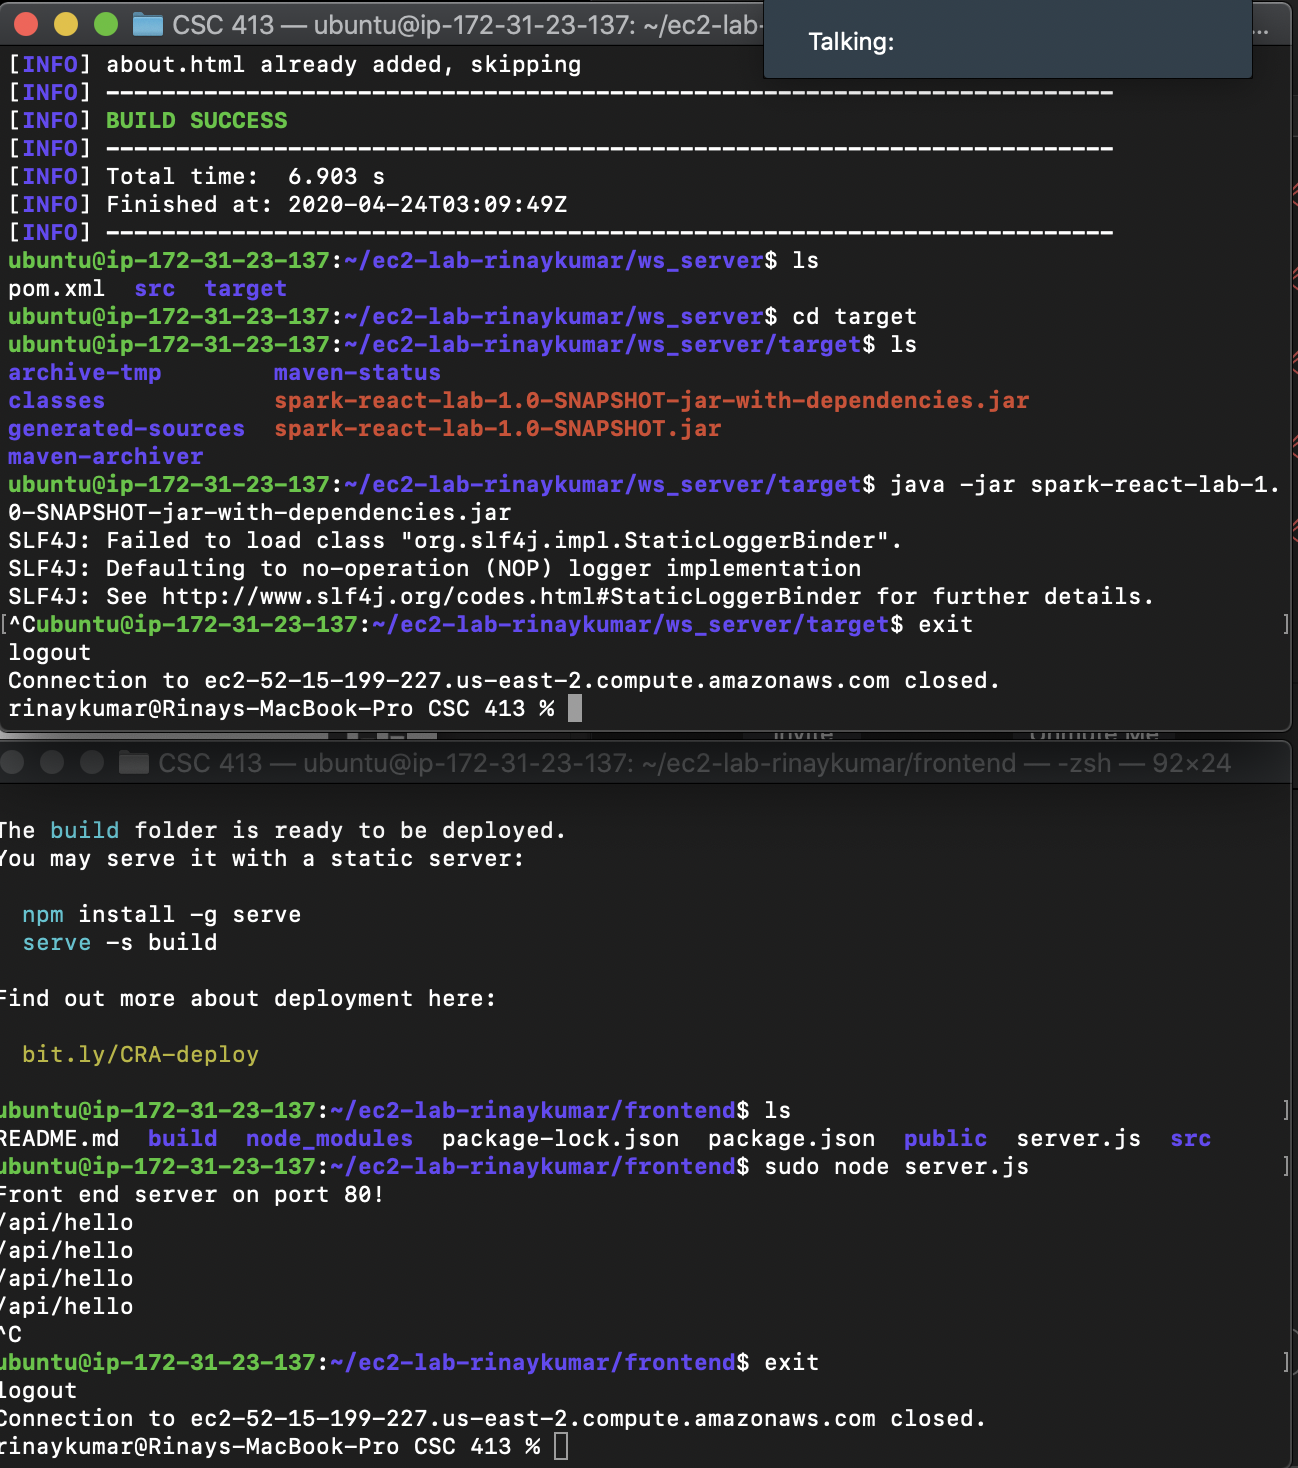 CSC 413 — ubuntu@ip-172-31-23-137: ~/ec2-lab-
...
Talking:
[INFO] about.html already added, skipping
[INFO] ------------------------------------------------------------------------
[INFO] BUILD SUCCESS
[INFO] ------------------------------------------------------------------------
[INFO] Total time:  6.903 s
[INFO] Finished at: 2020-04-24T03:09:49Z
[INFO] ------------------------------------------------------------------------
ubuntu@ip-172-31-23-137:~/ec2-lab-rinaykumar/ws_server$ ls
pom.xml  src  target
ubuntu@ip-172-31-23-137:~/ec2-lab-rinaykumar/ws_server$ cd target
ubuntu@ip-172-31-23-137:~/ec2-lab-rinaykumar/ws_server/target$ ls
archive-tmp        maven-status
classes            spark-react-lab-1.0-SNAPSHOT-jar-with-dependencies.jar
generated-sources  spark-react-lab-1.0-SNAPSHOT.jar
maven-archiver
ubuntu@ip-172-31-23-137:~/ec2-lab-rinaykumar/ws_server/target$ java -jar spark-react-lab-1.
0-SNAPSHOT-jar-with-dependencies.jar
SLF4J: Failed to load class "org.slf4j.impl.StaticLoggerBinder".
SLF4J: Defaulting to no-operation (NOP) logger implementation
SLF4J: See http://www.slf4j.org/codes.html#StaticLoggerBinder for further details.
[^Cubuntu@ip-172-31-23-137:~/ec2-lab-rinaykumar/ws_server/target$ exit ]
logout
Connection to ec2-52-15-199-227.us-east-2.compute.amazonaws.com closed.
rinaykumar@Rinays-MacBook-Pro CSC 413 %
Invite Unmute Me
CSC 413 — ubuntu@ip-172-31-23-137: ~/ec2-lab-rinaykumar/frontend — -zsh — 92×24
The build folder is ready to be deployed.
You may serve it with a static server:
npm install -g serve
serve -s build
Find out more about deployment here:
bit.ly/CRA-deploy
ubuntu@ip-172-31-23-137:~/ec2-lab-rinaykumar/frontend$ ls ]
README.md  build  node_modules  package-lock.json  package.json  public  server.js  src
ubuntu@ip-172-31-23-137:~/ec2-lab-rinaykumar/frontend$ sudo node server.js ]
Front end server on port 80!
/api/hello
/api/hello
/api/hello
/api/hello
^C
ubuntu@ip-172-31-23-137:~/ec2-lab-rinaykumar/frontend$ exit ]
logout
Connection to ec2-52-15-199-227.us-east-2.compute.amazonaws.com closed.
rinaykumar@Rinays-MacBook-Pro CSC 413 %